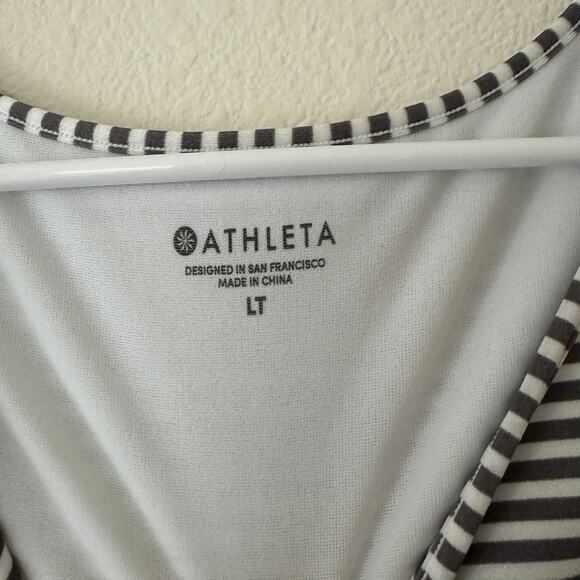 ATHLETA
DESIGNED IN SAN FRANCISCO
MADE IN CHINA
LT